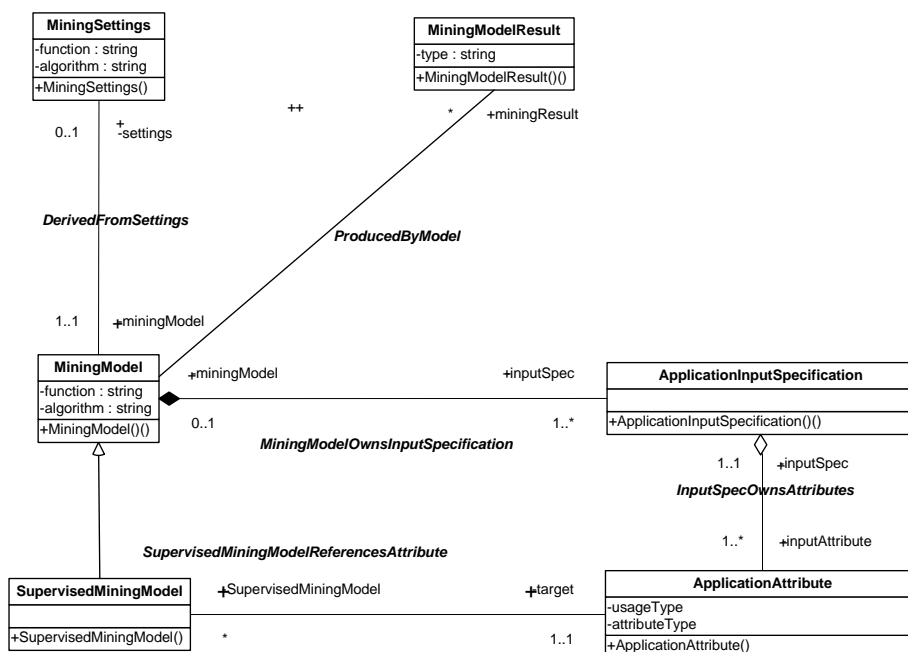 MiningSettings
-function : string
-algorithm : string
+MiningSettings()
MiningModelResult
-type : string
+MiningModelResult()()
++
0..1
+
-settings
*
+miningResult
DerivedFromSettings
ProducedByModel
1..1
+-miningModel
MiningModel
-function : string
-algorithm : string
+MiningModel()()
+-miningModel
+-inputSpec
0..1
1..*
MiningModelOwnsInputSpecification
ApplicationInputSpecification
+ApplicationInputSpecification()()
1..1
+-inputSpec
InputSpecOwnsAttributes
1..*
+-inputAttribute
SupervisedMiningModelReferencesAttribute
SupervisedMiningModel
+SupervisedMiningModel()
+-SupervisedMiningModel
+-target
*
1..1
ApplicationAttribute
-usageType
-attributeType
+ApplicationAttribute()